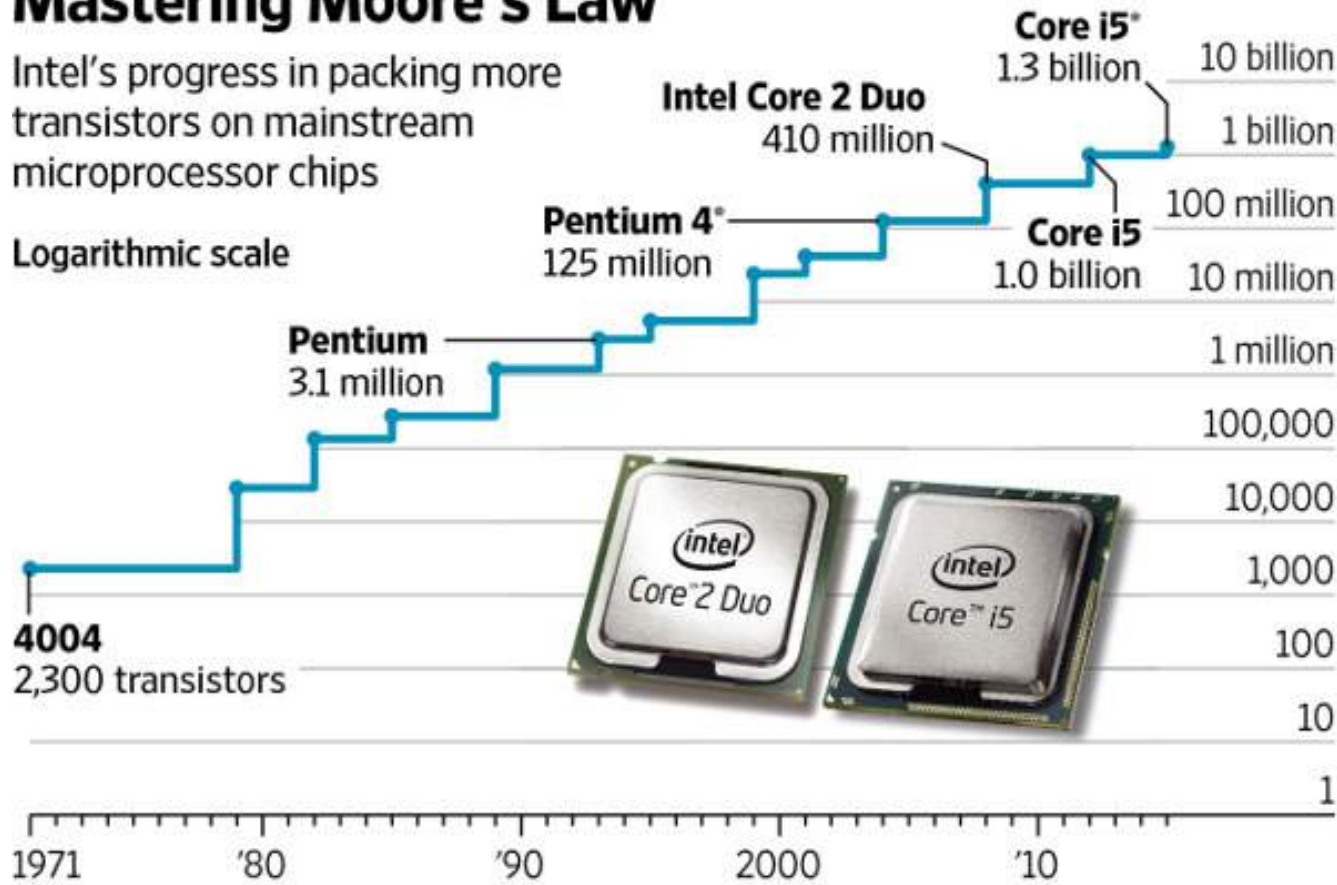 Mastering Moore's Law
Intel's progress in packing more
transistors on mainstream
microprocessor chips
Logarithmic scale
Core i5*
1.3 billion
Intel Core 2 Duo
410 million
Pentium 4*
125 million
Core i5
1.0 billion
Pentium
3.1 million
4004
2,300 transistors
10 billion
1 billion
100 million
10 million
1 million
100,000
10,000
1,000
100
10
1
intel
Core™2 Duo
intel
Core™ i5
1971 '80 '90 2000 '10